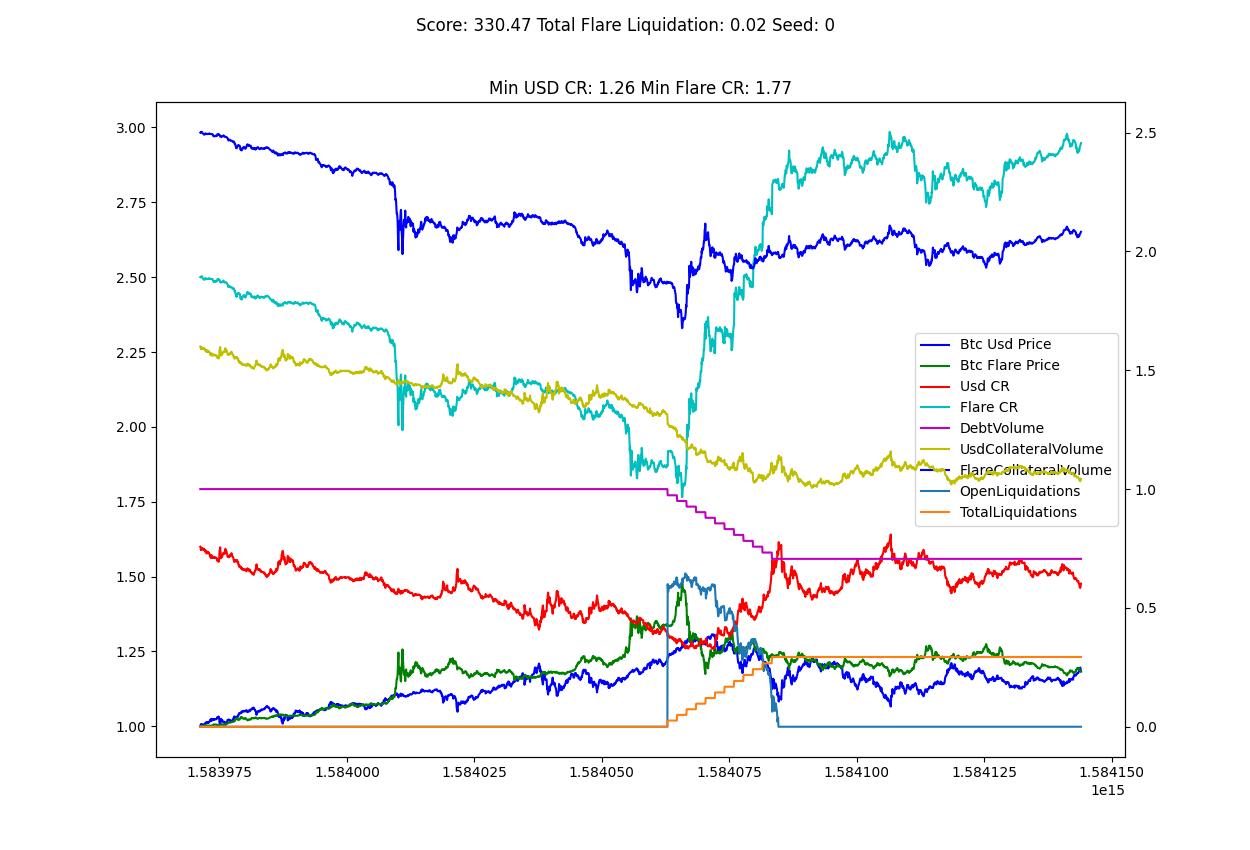 Score: 330.47 Total Flare Liquidation: 0.02 Seed: 0
Min USD CR: 1.26 Min Flare CR: 1.77
3.00
2.75
2.50
2.25
2.00
1.75
1.50
1.25
1.00
2.5
2.0
1.5
1.0
0.5
0.0
Btc Usd Price
Btc Flare Price
Usd CR
Flare CR
DebtVolume
UsdCollateralVolume
FlareCollateralVolume
OpenLiquidations
TotalLiquidations
1.583975 1.584000 1.584025 1.584050 1.584075 1.584100 1.584125 1.584150
1e15